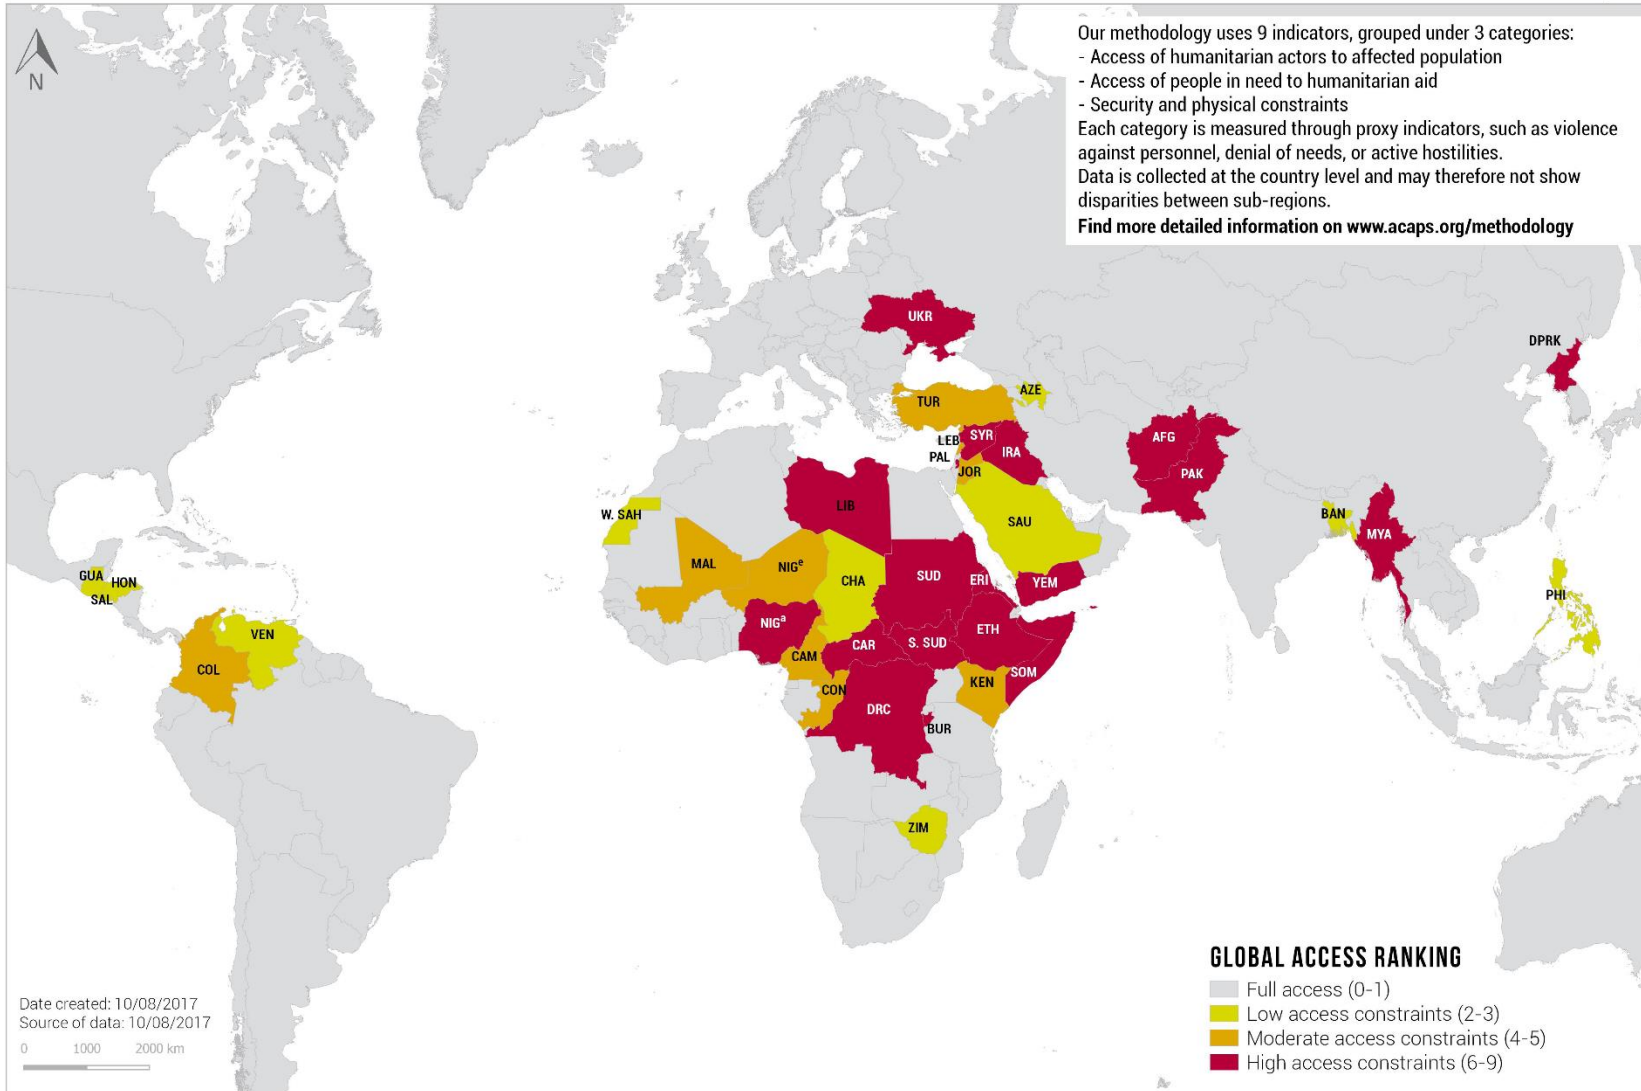 Our methodology uses 9 indicators, grouped under 3 categories:
- Access of humanitarian actors to affected population
- Access of people in need to humanitarian aid
- Security and physical constraints
Each category is measured through proxy indicators, such as violence
against personnel, denial of needs, or active hostilities.
Data is collected at the country level and may therefore not show
disparities between sub-regions.
Find more detailed information on www.acaps.org/methodology
N
UKR
DPRK
AZE
TUR
LEB
SYR
AFG
PAL
IRA
JOR
PAK
LIB
W. SAH
SAU
BAN
MYA
GUA
HON
SAL
MAL
NIGe
CHA
SUD
ERI
YEM
PHI
NIGa
ETH
VEN
COL
CAM
CAR
S. SUD
SOM
CON
KEN
DRC
BUR
ZIM
GLOBAL ACCESS RANKING
Full access (0-1)
Low access constraints (2-3)
Moderate access constraints (4-5)
High access constraints (6-9)
Date created: 10/08/2017
Source of data: 10/08/2017
0 1000 2000 km